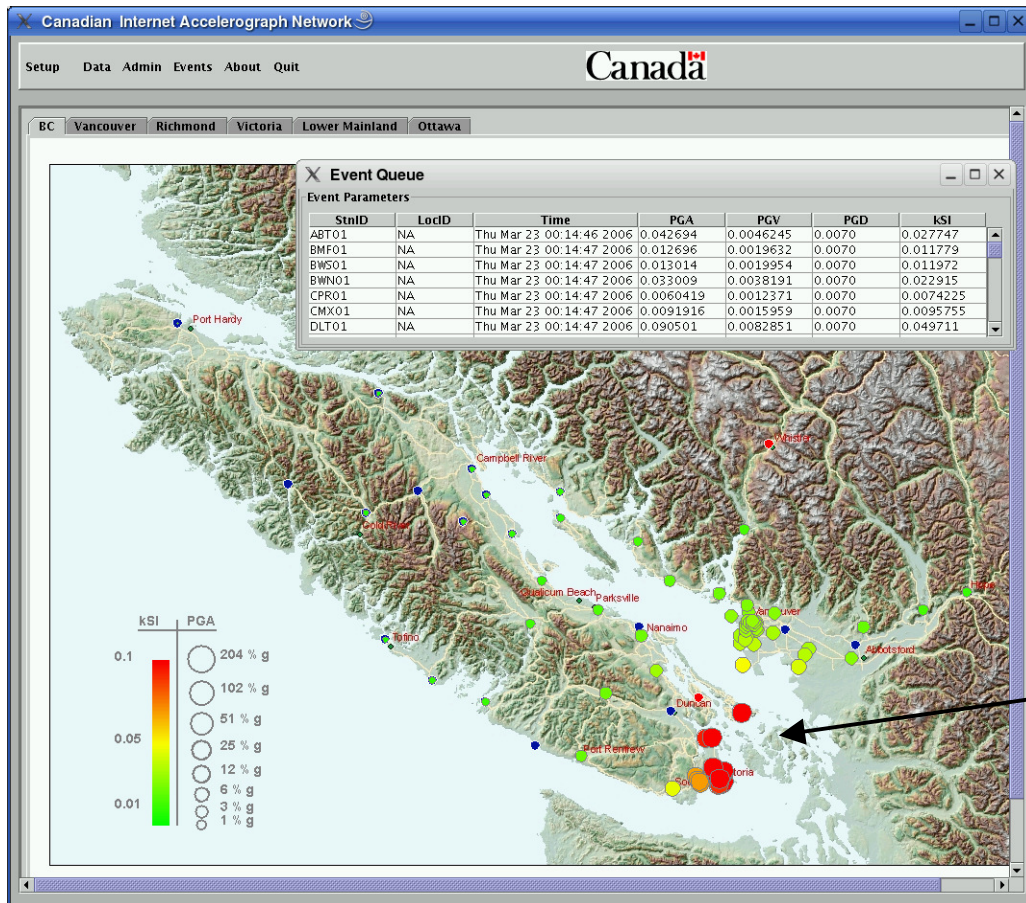 Canadian Internet Accelerograph Network
Setup Data Admin Events About Quit
Canada
BC Vancouver Richmond Victoria Lower Mainland Ottawa
Event Queue
Event Parameters
StnID LocID Time PGA PGV PGD kSI
ABT01 NA Thu Mar 23 00:14:46 2006 0.042694 0.0046245 0.0070 0.027747
BMF01 NA Thu Mar 23 00:14:47 2006 0.012696 0.0019632 0.0070 0.011779
BWS01 NA Thu Mar 23 00:14:47 2006 0.013014 0.0019954 0.0070 0.011972
BWN01 NA Thu Mar 23 00:14:47 2006 0.033009 0.0038191 0.0070 0.022915
CPR01 NA Thu Mar 23 00:14:47 2006 0.0060419 0.0012371 0.0070 0.0074225
CMX01 NA Thu Mar 23 00:14:47 2006 0.0091916 0.0015959 0.0070 0.0095755
DLT01 NA Thu Mar 23 00:14:47 2006 0.090501 0.0082851 0.0070 0.049711
Port Hardy
Whistler
Campbell River
Gold River
Qualicum Beach
Parksville
Hope
Vancouver
Nanaimo
Tofino
Abbotsford
Duncan
Port Renfrew
kSI PGA
0.1
204 % g
102 % g
51 % g
0.05
25 % g
12 % g
6 % g
0.01
3 % g
1 % g